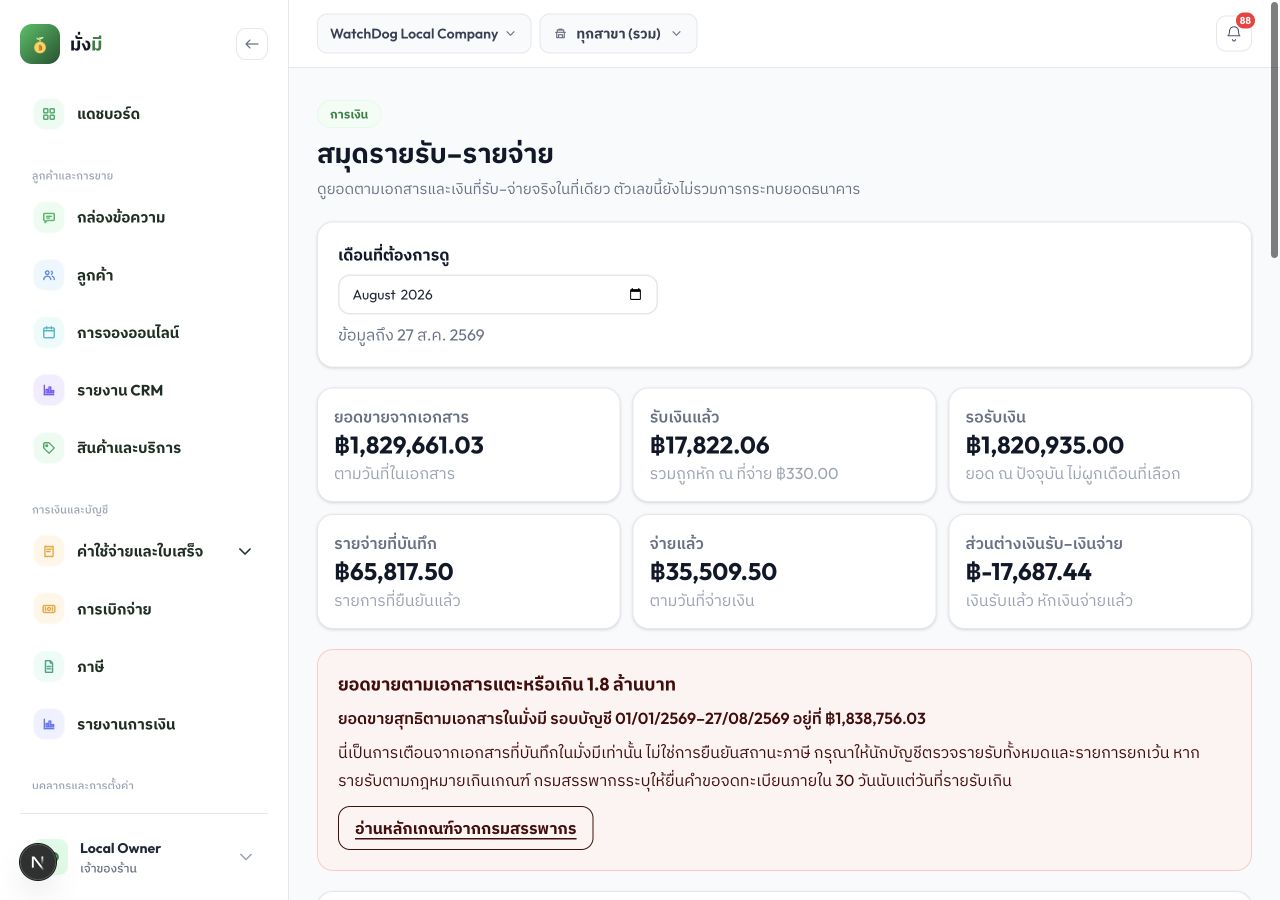 มั่งมี
WatchDog Local Company
ทุกสาขา (รวม)
88
แดชบอร์ด
ลูกค้าและการขาย
กล่องข้อความ
ลูกค้า
การจองออนไลน์
รายงาน CRM
สินค้าและบริการ
การเงินและบัญชี
ค่าใช้จ่ายและใบเสร็จ
การเบิกจ่าย
ภาษี
รายงานการเงิน
บุคลากรและการตั้งค่า
N
Local Owner
เจ้าของร้าน
การเงิน
สมุดรายรับ–รายจ่าย
ดูยอดตามเอกสารและเงินที่รับ–จ่ายจริงในที่เดียว ตัวเลขนี้ยังไม่รวมการกระทบยอดธนาคาร
เดือนที่ต้องการดู
August 2026
ข้อมูลถึง 27 ส.ค. 2569
ยอดขายจากเอกสาร
฿1,829,661.03
ตามวันที่ในเอกสาร
รับเงินแล้ว
฿17,822.06
รวมถูกหัก ณ ที่จ่าย ฿330.00
รอรับเงิน
฿1,820,935.00
ยอด ณ ปัจจุบัน ไม่ผูกเดือนที่เลือก
รายจ่ายที่บันทึก
฿65,817.50
รายการที่ยืนยันแล้ว
จ่ายแล้ว
฿35,509.50
ตามวันที่จ่ายเงิน
ส่วนต่างเงินรับ–เงินจ่าย
฿-17,687.44
เงินรับแล้ว หักเงินจ่ายแล้ว
ยอดขายตามเอกสารแตะหรือเกิน 1.8 ล้านบาท
ยอดขายสุทธิตามเอกสารในมั่งมี รอบบัญชี 01/01/2569–27/08/2569 อยู่ที่ ฿1,838,756.03
นี่เป็นการเตือนจากเอกสารที่บันทึกในมั่งมีเท่านั้น ไม่ใช่การยืนยันสถานะภาษี กรุณาให้นักบัญชีตรวจรายรับทั้งหมดและรายการยกเว้น หาก
รายรับตามกฎหมายเกินเกณฑ์ กรมสรรพากรระบุให้ยื่นคำขอจดทะเบียนภายใน 30 วันนับแต่วันที่รายรับเกิน
อ่านหลักเกณฑ์จากกรมสรรพากร